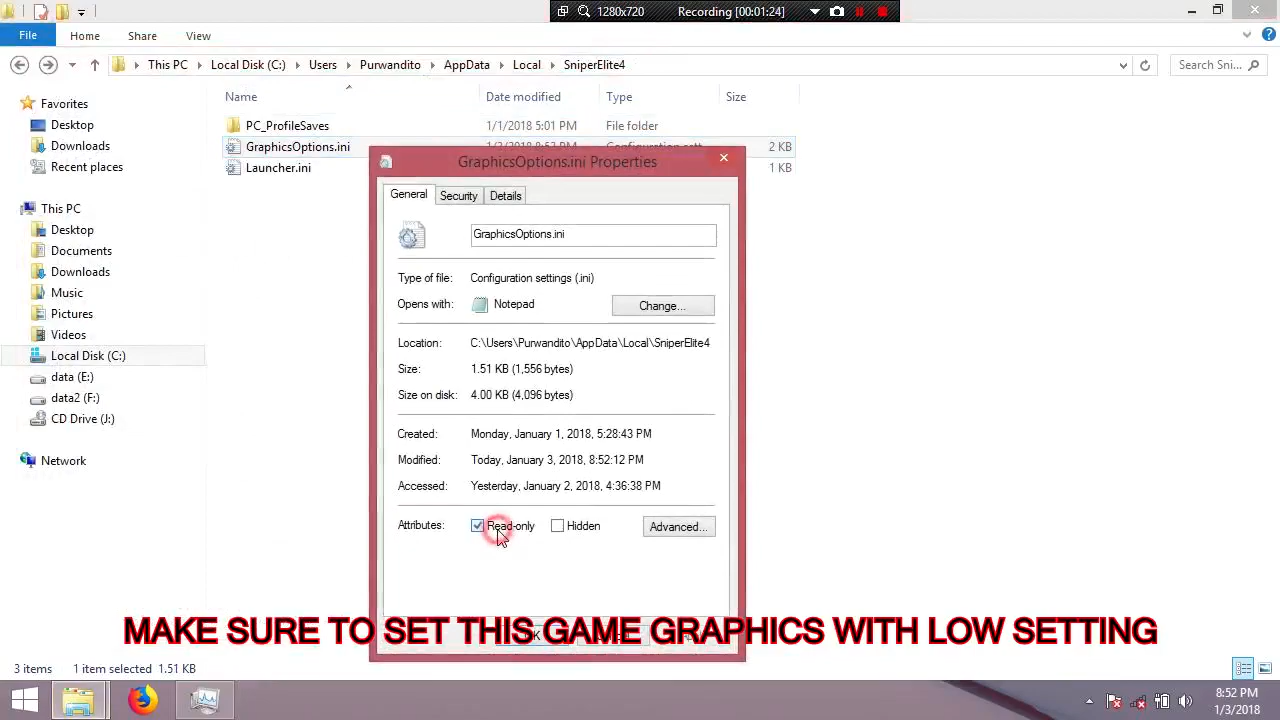 1280x720
Recording [00:01:24]
File
Home
Share
View
This PC
Local Disk (C:)
Users
Purwandito
AppData
Local
SniperElite4
Search Sni...
Name
Date modified
Type
Size
Favorites
Desktop
Downloads
Recent places
This PC
Desktop
Documents
Downloads
Music
Pictures
Videos
Local Disk (C:)
data (E:)
data2 (F:)
CD Drive (J:)
Network
PC_ProfileSaves
1/1/2018 5:01 PM
File folder
GraphicsOptions.ini
2 KB
Launcher.ini
1 KB
GraphicsOptions.ini Properties
General
Security
Details
GraphicsOptions.ini
Type of file:
Configuration settings (.ini)
Opens with:
Notepad
Change...
Location:
C:\Users\Purwandito\AppData\Local\SniperElite4
Size:
1.51 KB (1,556 bytes)
Size on disk:
4.00 KB (4,096 bytes)
Created:
Monday, January 1, 2018, 5:28:43 PM
Modified:
Today, January 3, 2018, 8:52:12 PM
Accessed:
Yesterday, January 2, 2018, 4:36:38 PM
Attributes:
Read-only
Hidden
Advanced...
MAKE SURE TO SET THIS GAME GRAPHICS WITH LOW SETTING
3 items
1 item selected 1.51 KB
8:52 PM
1/3/2018